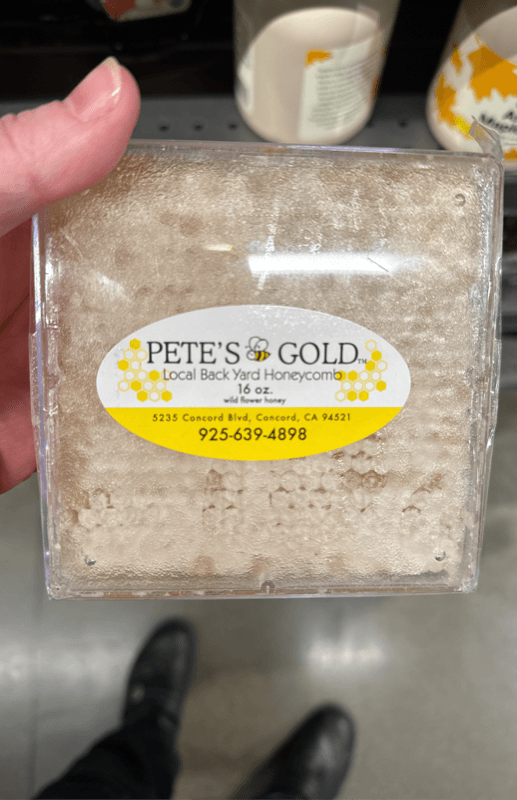 PETE'S GOLD™
Local Back Yard Honeycomb
16 oz.
wild flower honey
5235 Concord Blvd, Concord, CA 94521
925-639-4898